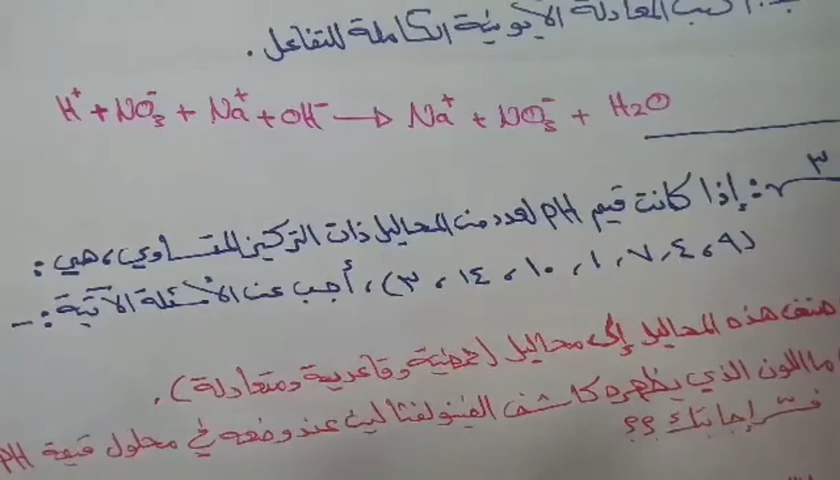 اكتب المعادلة الأيونية الكاملة للتفاعل.
H⁺ + NO₃⁻ + Na⁺ + OH⁻ → Na⁺ + NO₃⁻ + H₂O
س٣: إذا كانت قيم pH لعدد من المحاليل ذات التركيز المتساوي، هي:
(٩، ٤، ٧، ١، ١٠، ١٤، ٣)، أجب عن الأسئلة الآتية:-
صنف هذه المحاليل إلى محاليل (حمضية وقاعدية ومتعادلة).
ما اللون الذي يظهره كاشف الفينولفثالين عند وضعه في محلول قيمة PH
فسّر إجابتك؟؟